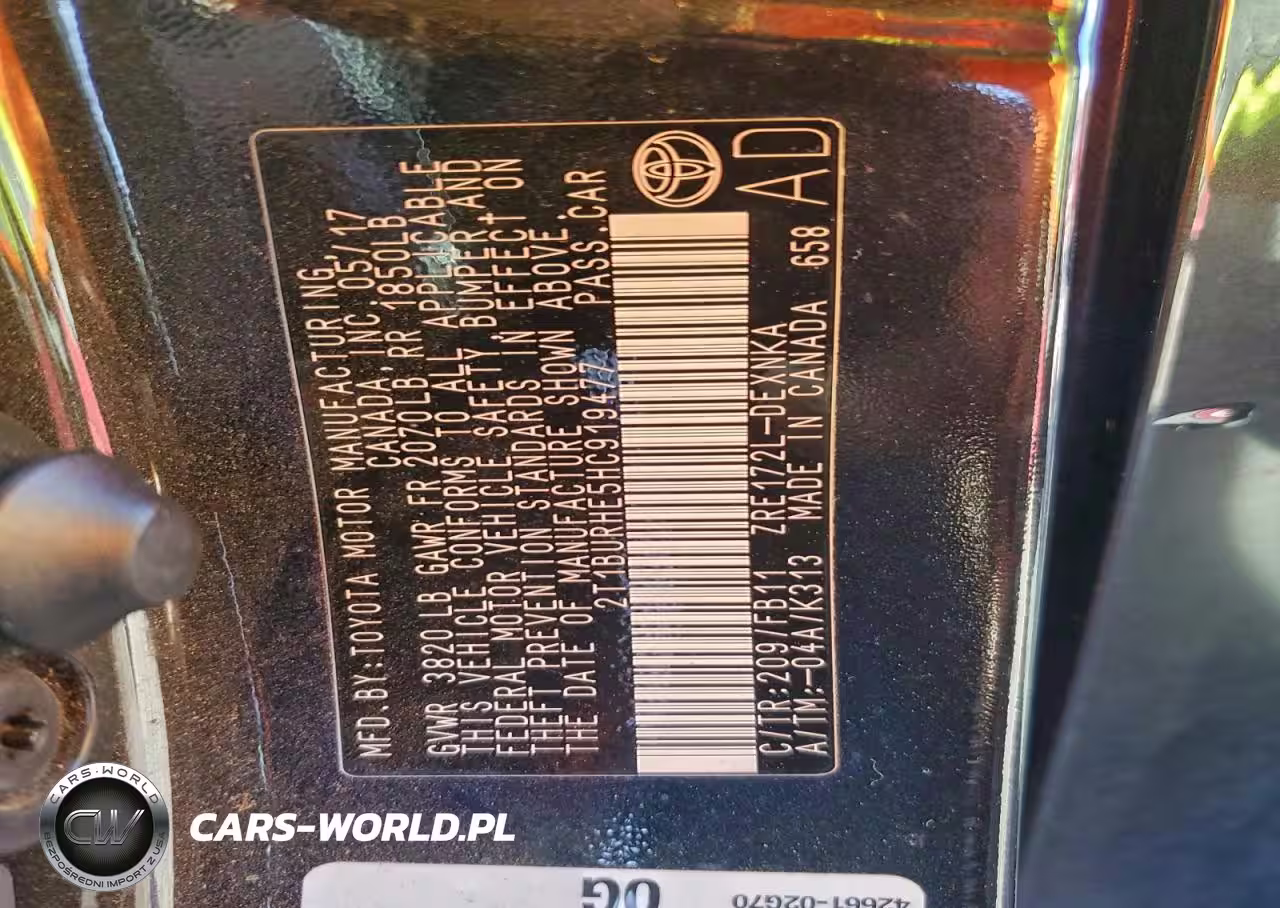 MFD.BY:TOYOTA MOTOR MANUFACTURING,
CANADA, INC. 05/17
GVWR 3820LB GAWR FR 2070LB,RR 1850LB
THIS VEHICLE CONFORMS TO ALL APPLICABLE
FEDERAL MOTOR VEHICLE SAFETY,BUMPER,AND
THEFT PREVENTION STANDARDS IN EFFECT ON
THE DATE OF MANUFACTURE SHOWN ABOVE.
2T1BURHE5HC919477 PASS.CAR
C/TR:209/FB11 ZRE172L-DEXNKA
A/TM:-04A/K313 MADE IN CANADA 658
AD
CARS-WORLD
CW
BEZPOŚREDNI IMPORT Z USA
CARS-WORLD.PL
0G
42661-02G70